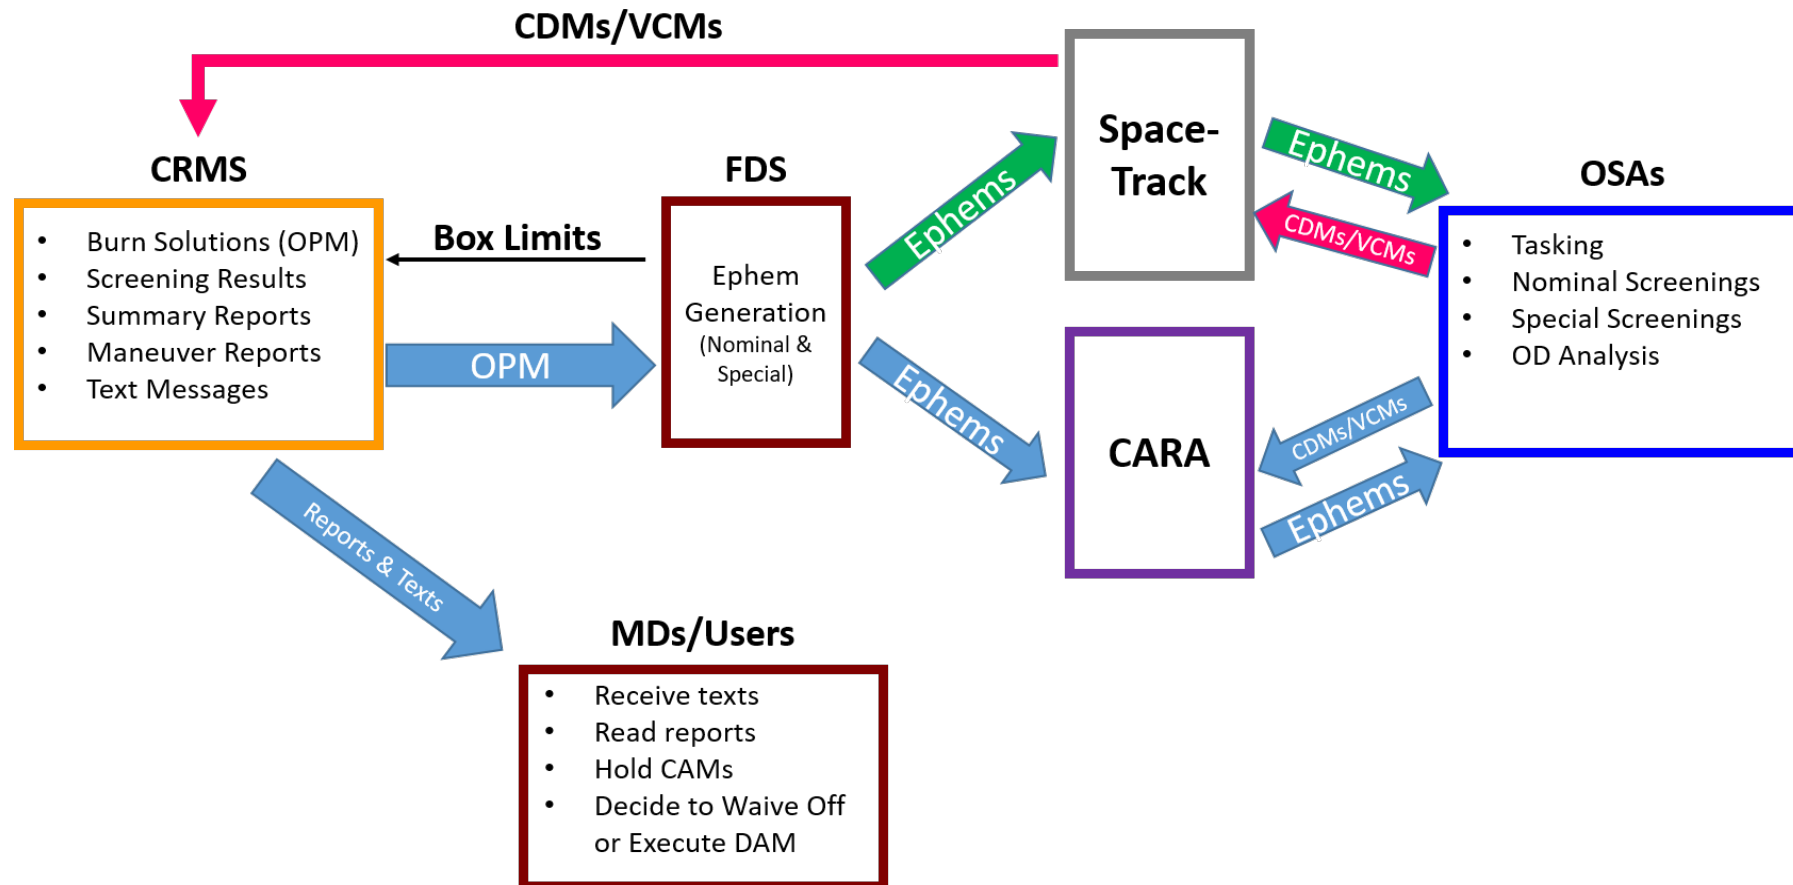 CDMs/VCMs
CRMS
• Burn Solutions (OPM)
• Screening Results
• Summary Reports
• Maneuver Reports
• Text Messages
Box Limits
OPM
FDS
Ephem
Generation
(Nominal &
Special)
Ephems
Ephems
Space-
Track
CARA
Ephems
CDMs/VCMs
OSAs
• Tasking
• Nominal Screenings
• Special Screenings
• OD Analysis
CDMs/VCMs
Ephems
Reports & Texts
MDs/Users
• Receive texts
• Read reports
• Hold CAMs
• Decide to Waive Off
or Execute DAM